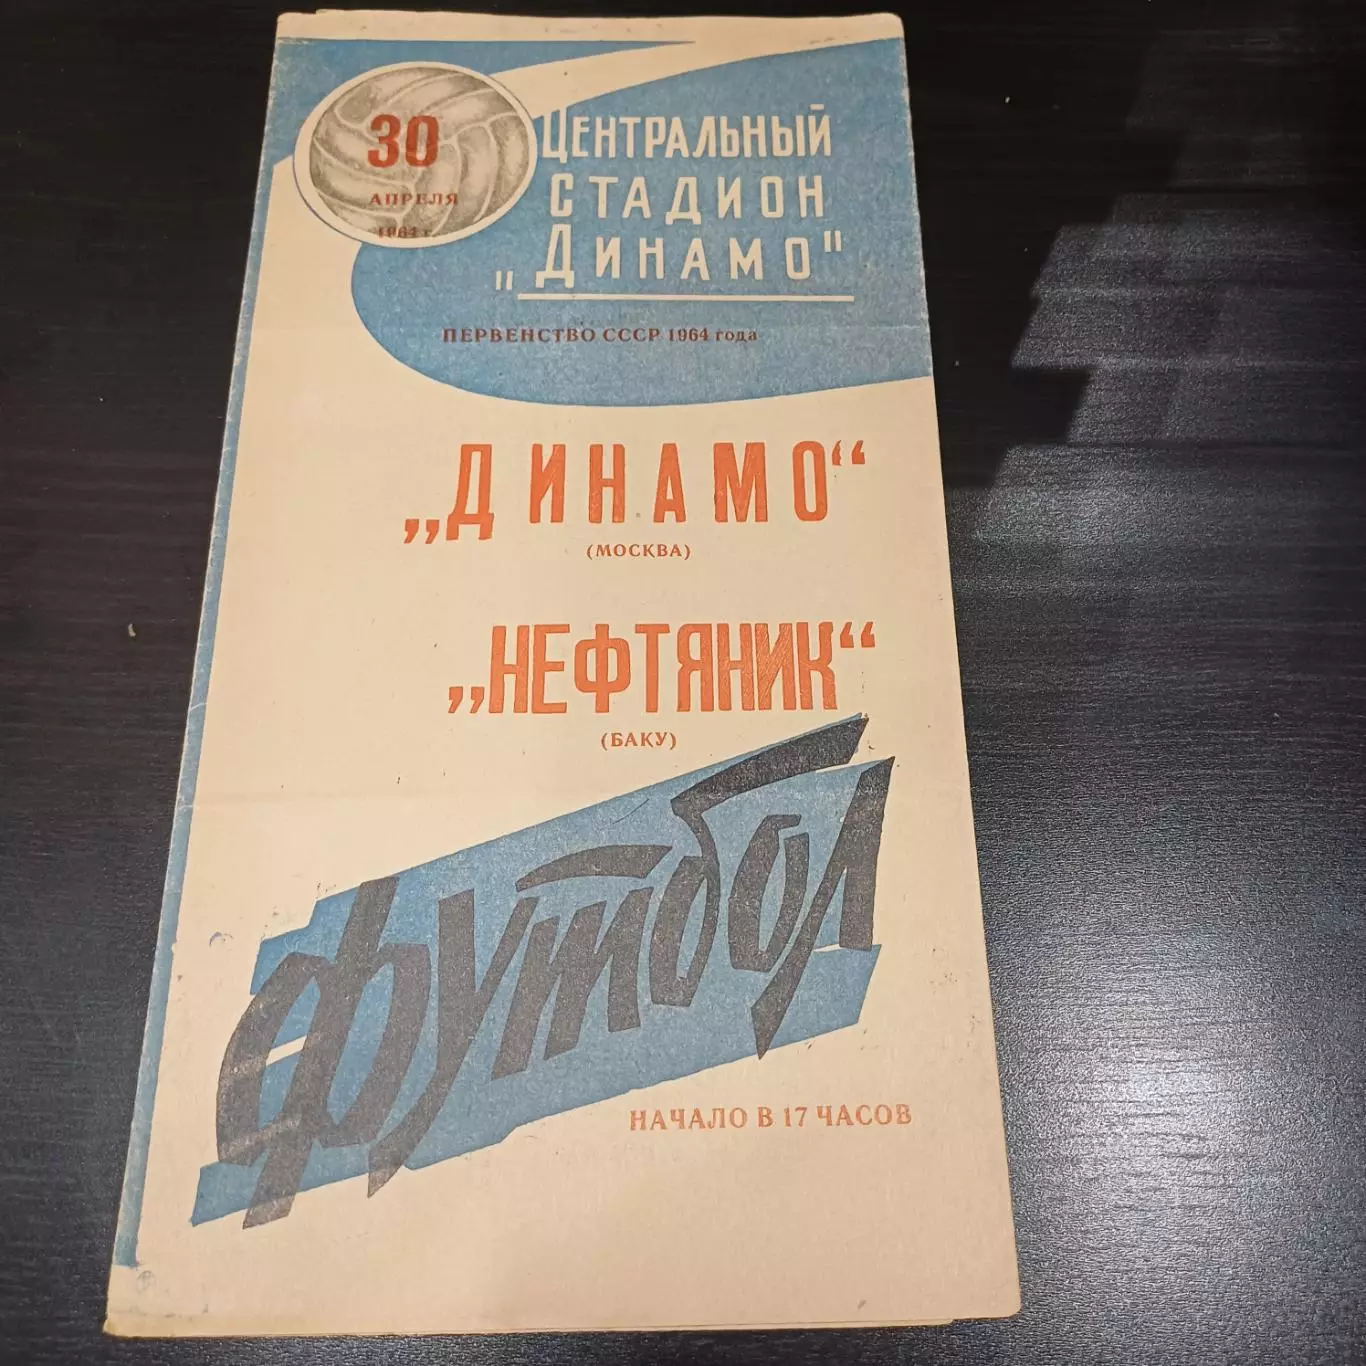 30
АПРЕЛЯ
1964 г.
ЦЕНТРАЛЬНЫЙ
СТАДИОН
„ДИНАМО"
ПЕРВЕНСТВО СССР 1964 года
„ДИНАМО“
(МОСКВА)
„НЕФТЯНИК“
(БАКУ)
футбол
НАЧАЛО В 17 ЧАСОВ